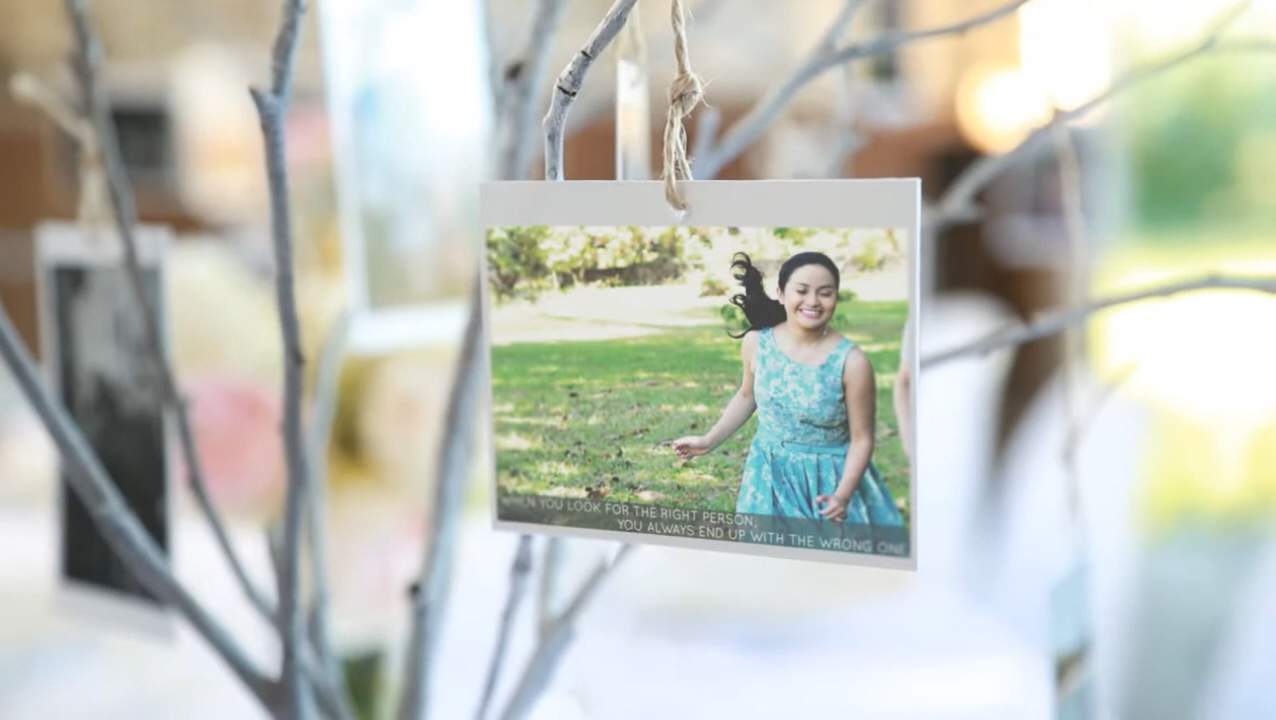 WHEN YOU LOOK FOR THE RIGHT PERSON,
YOU ALWAYS END UP WITH THE WRONG ONE